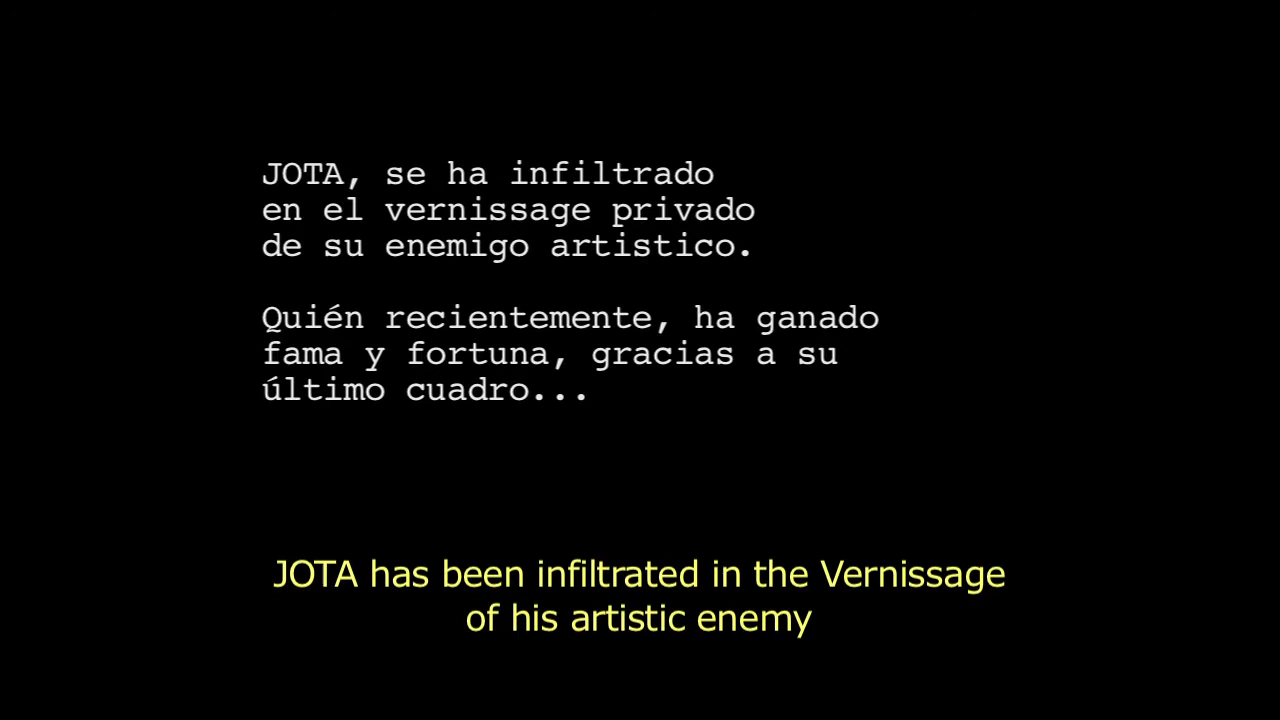 JOTA, se ha infiltrado
en el vernissage privado
de su enemigo artistico.
Quién recientemente, ha ganado
fama y fortuna, gracias a su
último cuadro...
JOTA has been infiltrated in the Vernissage
of his artistic enemy